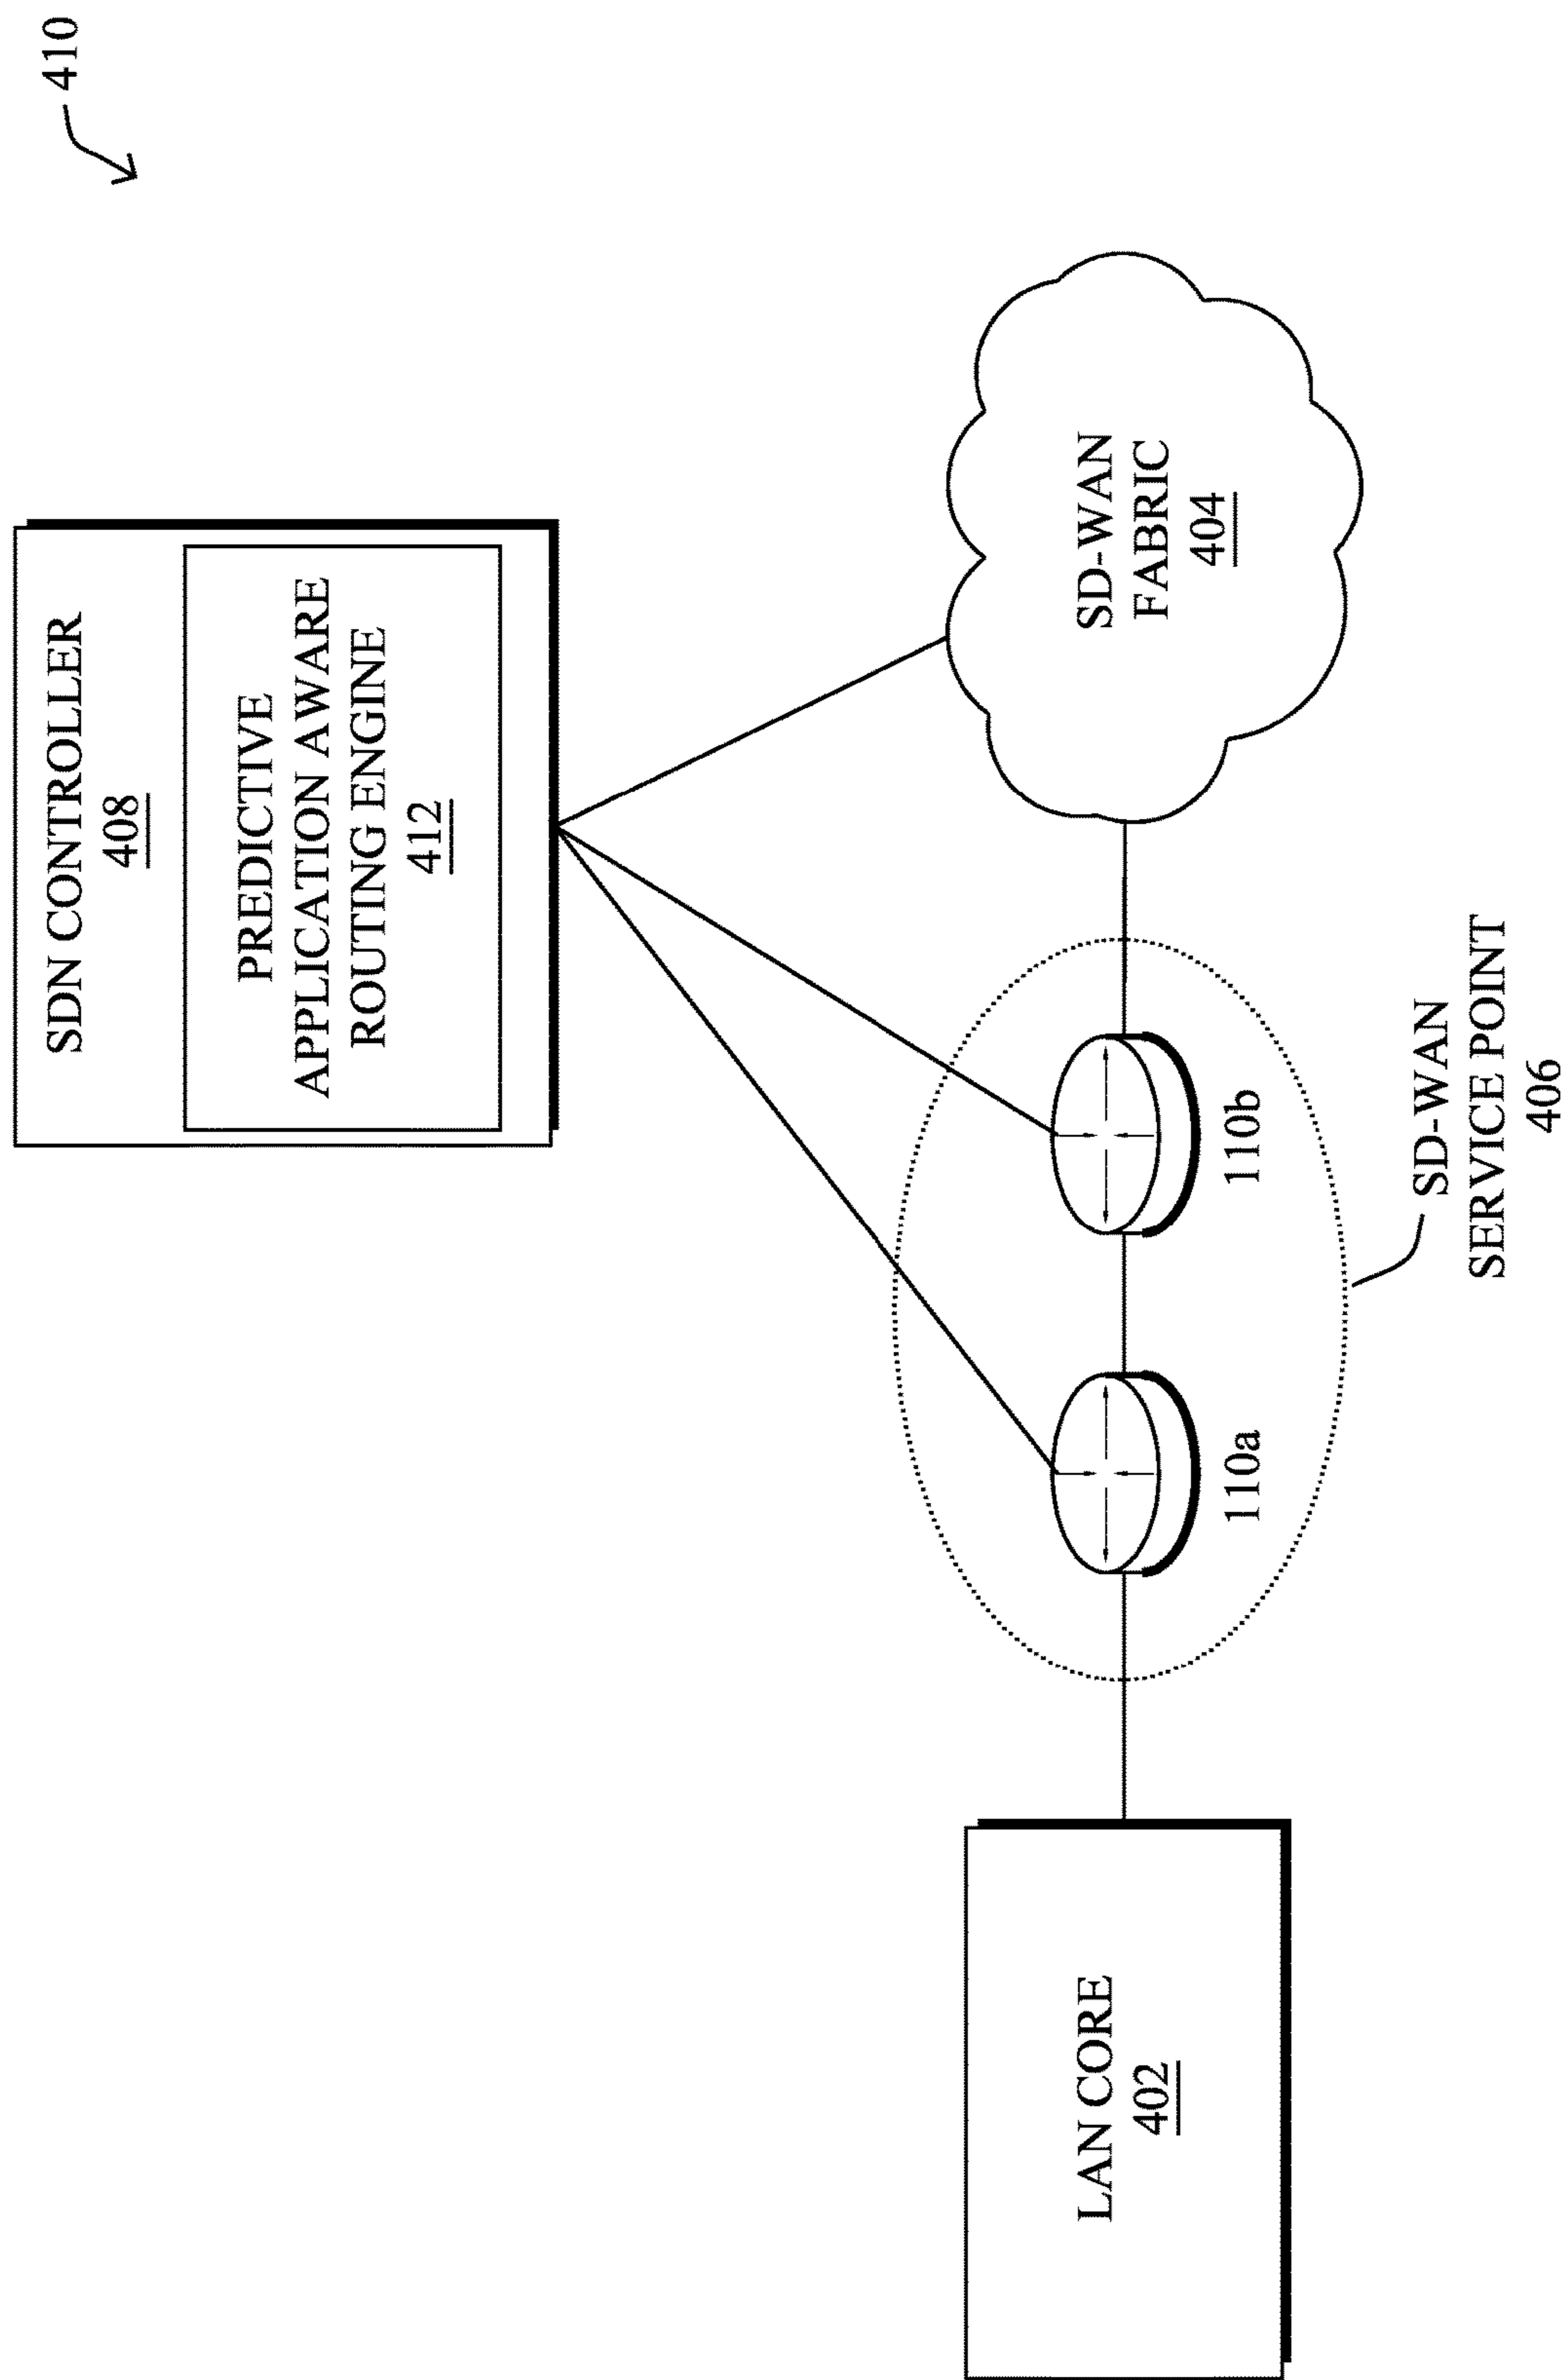 410
SDN CONTROLLER
408
PREDICTIVE
APPLICATION AWARE
ROUTING ENGINE
412
LAN CORE
402
110a
110b
SD-WAN
FABRIC
404
SD-WAN
SERVICE POINT
406